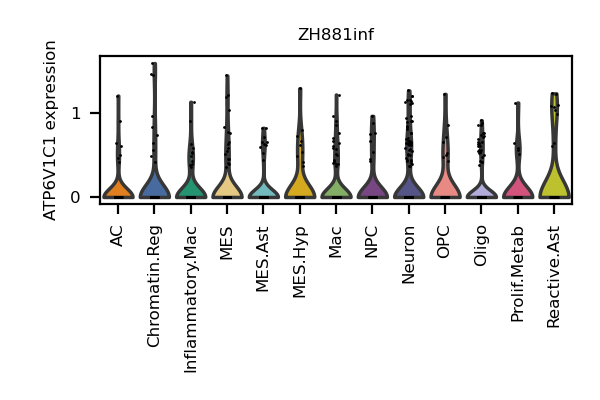 ZH881inf
ATP6V1C1 expression
1
0
AC
Chromatin.Reg
Inflammatory.Mac
MES
MES.Ast
MES.Hyp
Mac
NPC
Neuron
OPC
Oligo
Prolif.Metab
Reactive.Ast